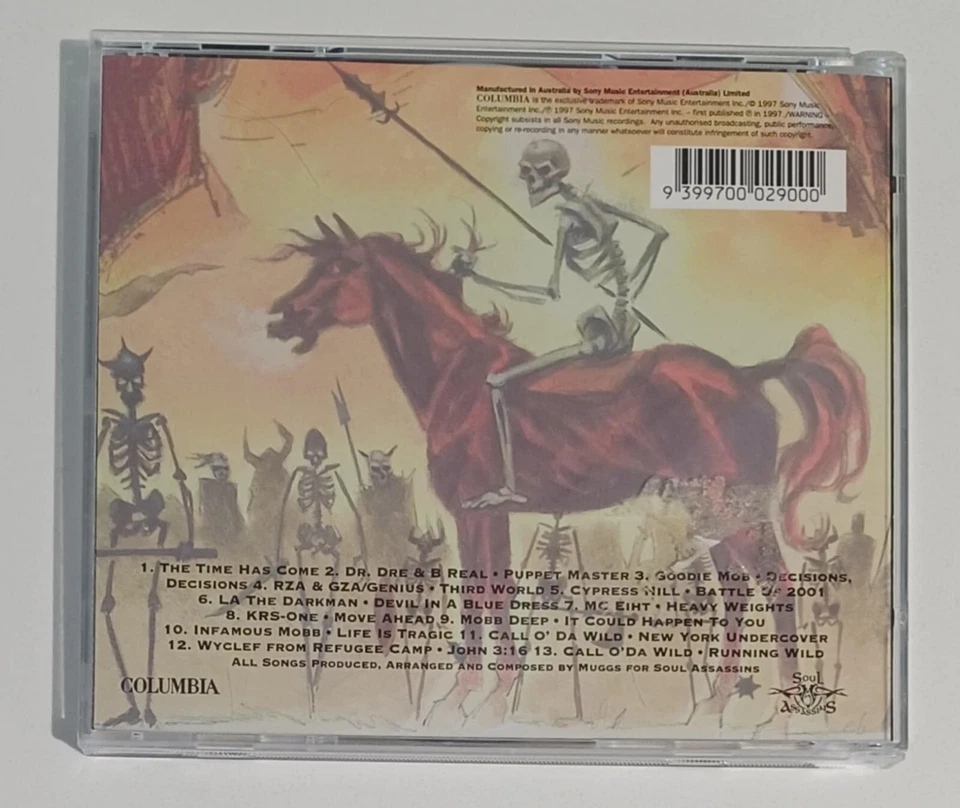 Manufactured in Australia by Sony Music Entertainment (Australia) Limited
COLUMBIA is the exclusive trademark of Sony Music Entertainment Inc./© 1997 Sony Music
Entertainment Inc./℗ 1997 Sony Music Entertainment Inc. – first published ℗ in 1997 /WARNING –
Copyright subsists in all Sony Music recordings. Any unauthorised broadcasting, public performance,
copying or re-recording in any manner whatsoever will constitute infringement of such copyright.
9 399700 029000
1. The Time Has Come 2. Dr. Dre & B Real • Puppet Master 3. Goodie Mob • Decisions,
Decisions 4. RZA & GZA/Genius • Third World 5. Cypress Hill • Battle Of 2001
6. LA The Darkman • Devil In A Blue Dress 7. MC Eiht • Heavy Weights
8. KRS-One • Move Ahead 9. Mobb Deep • It Could Happen To You
10. Infamous Mobb • Life Is Tragic 11. Call O' Da Wild • New York Undercover
12. Wyclef from Refugee Camp • John 3:16 13. Call O'Da Wild • Running Wild
All Songs Produced, Arranged and Composed by Muggs for Soul Assassins
COLUMBIA
Soul
Assassins